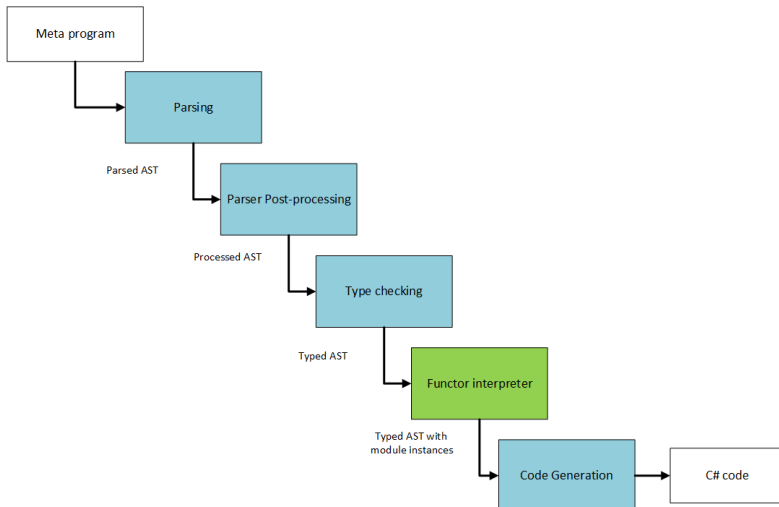 Meta program
Parsing
Parsed AST
Parser Post-processing
Processed AST
Type checking
Typed AST
Functor interpreter
Typed AST with
module instances
Code Generation
C# code